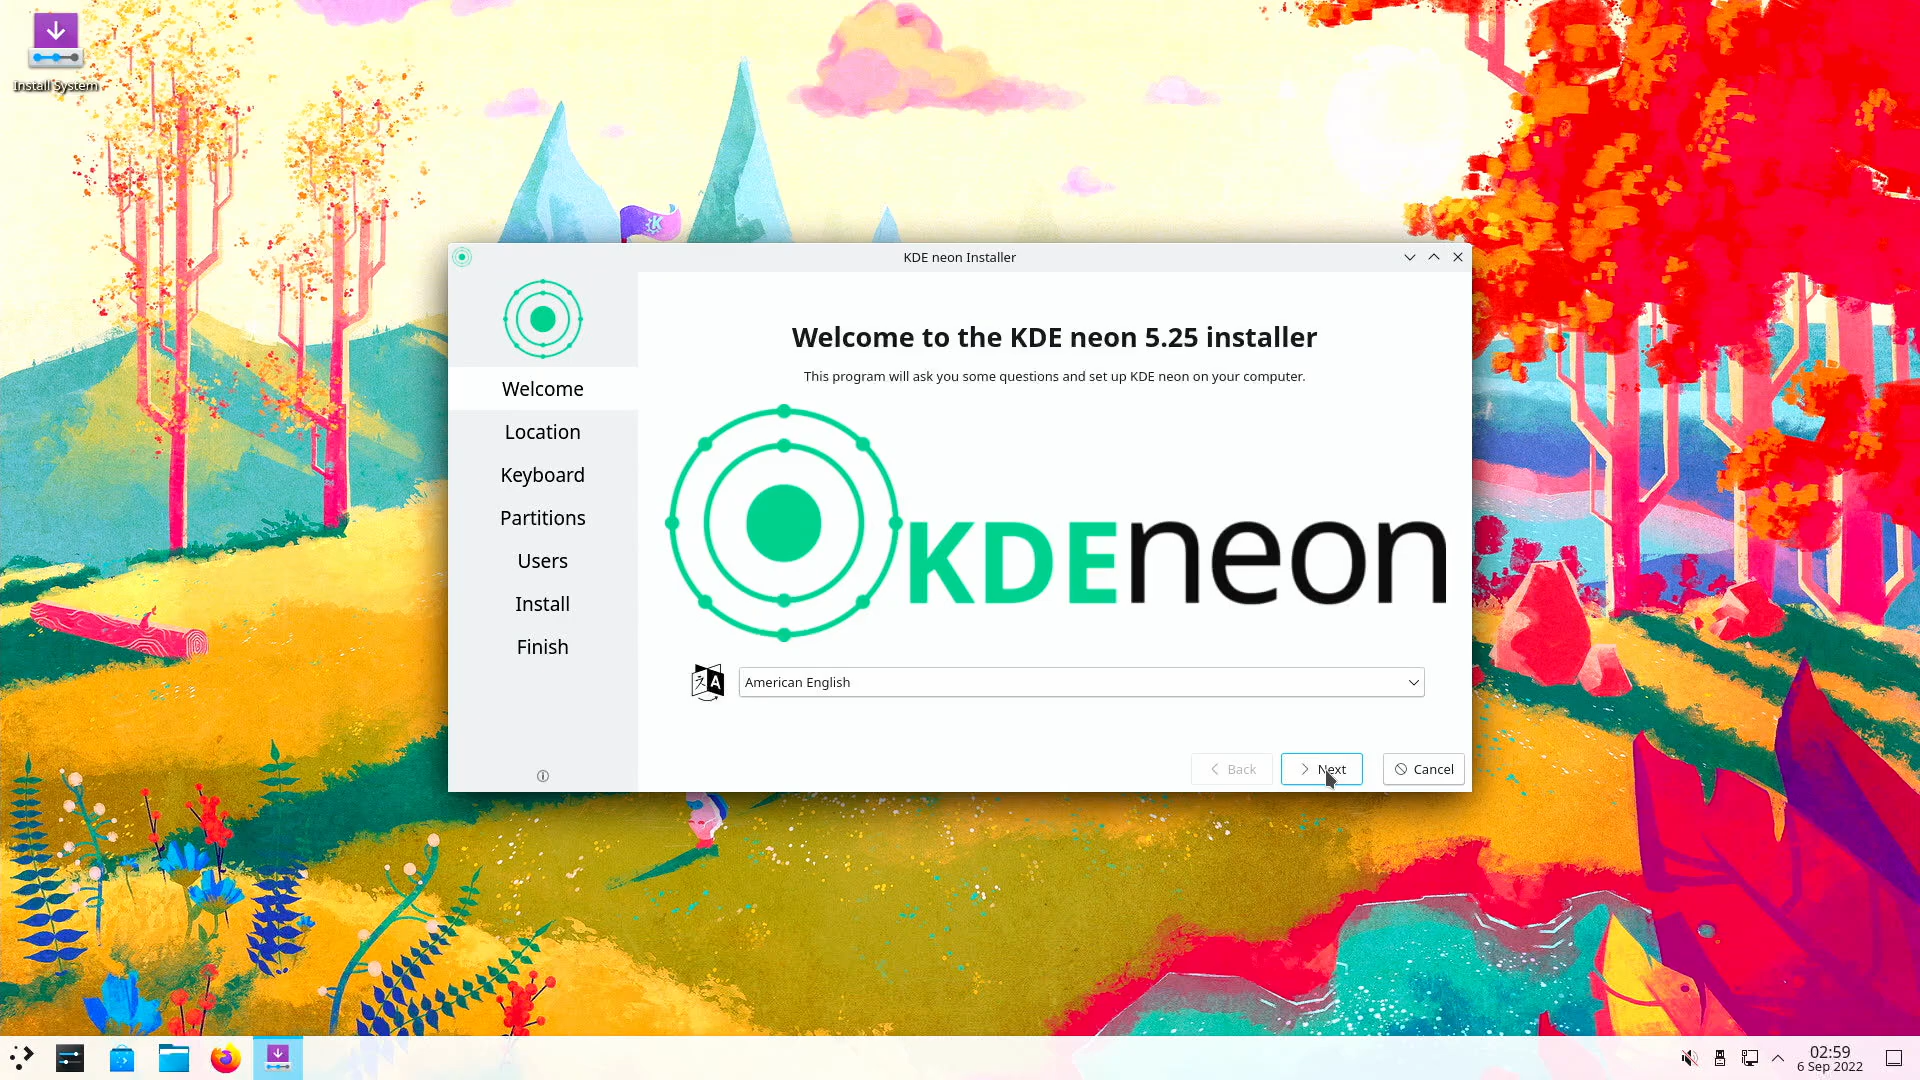 Install System
KDE neon Installer
Welcome to the KDE neon 5.25 installer
This program will ask you some questions and set up KDE neon on your computer.
Welcome
Location
Keyboard
Partitions
Users
Install
Finish
KDEneon
American English
Back
Next
Cancel
02:59
6 Sep 2022